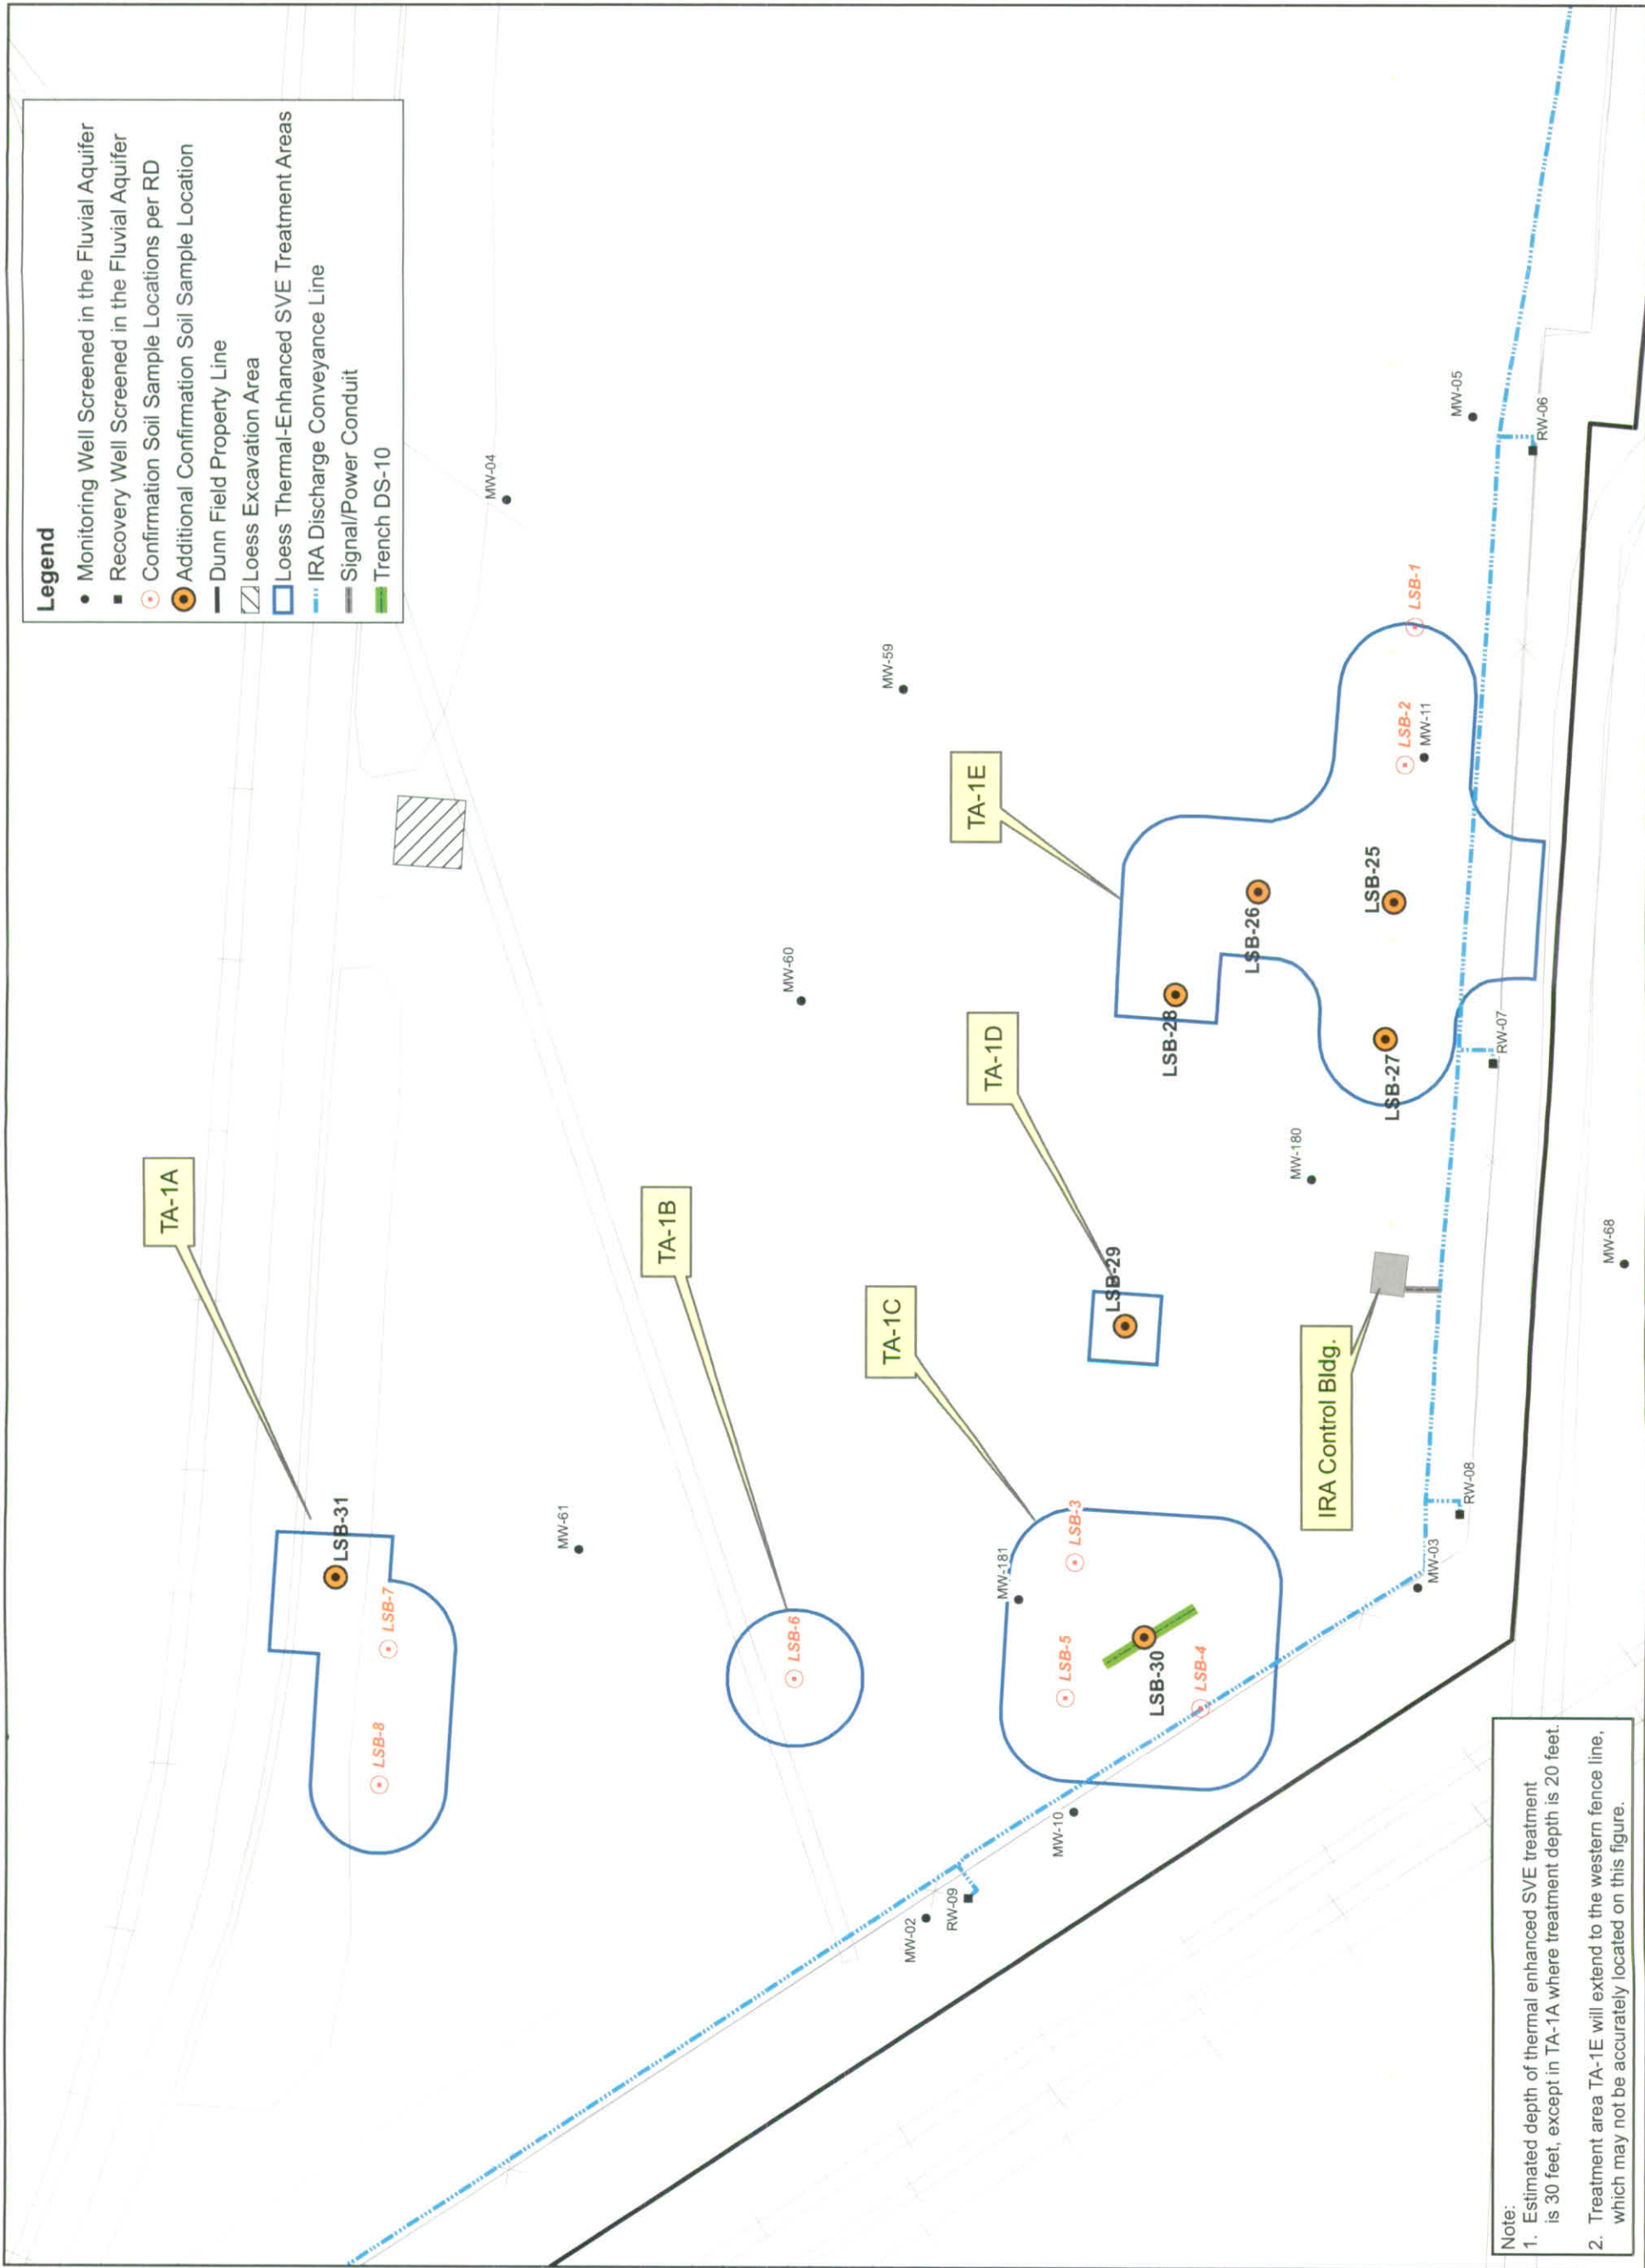 Legend
Monitoring Well Screened in the Fluvial Aquifer
Recovery Well Screened in the Fluvial Aquifer
Confirmation Soil Sample Locations per RD
Additional Confirmation Soil Sample Location
Dunn Field Property Line
Loess Excavation Area
Loess Thermal-Enhanced SVE Treatment Areas
IRA Discharge Conveyance Line
Signal/Power Conduit
Trench DS-10
TA-1A
LSB-31
LSB-7
LSB-8
MW-61
MW-04
TA-1B
LSB-6
MW-60
MW-59
TA-1C
MW-181
LSB-3
LSB-5
LSB-30
LSB-4
MW-02
RW-09
MW-10
TA-1D
LSB-29
TA-1E
LSB-28
LSB-26
LSB-25
LSB-27
LSB-2
MW-11
LSB-1
MW-05
RW-06
MW-180
RW-07
IRA Control Bldg.
MW-03
RW-08
MW-68
Note:
1. Estimated depth of thermal enhanced SVE treatment
is 30 feet, except in TA-1A where treatment depth is 20 feet.
2. Treatment area TA-1E will extend to the western fence line,
which may not be accurately located on this figure.